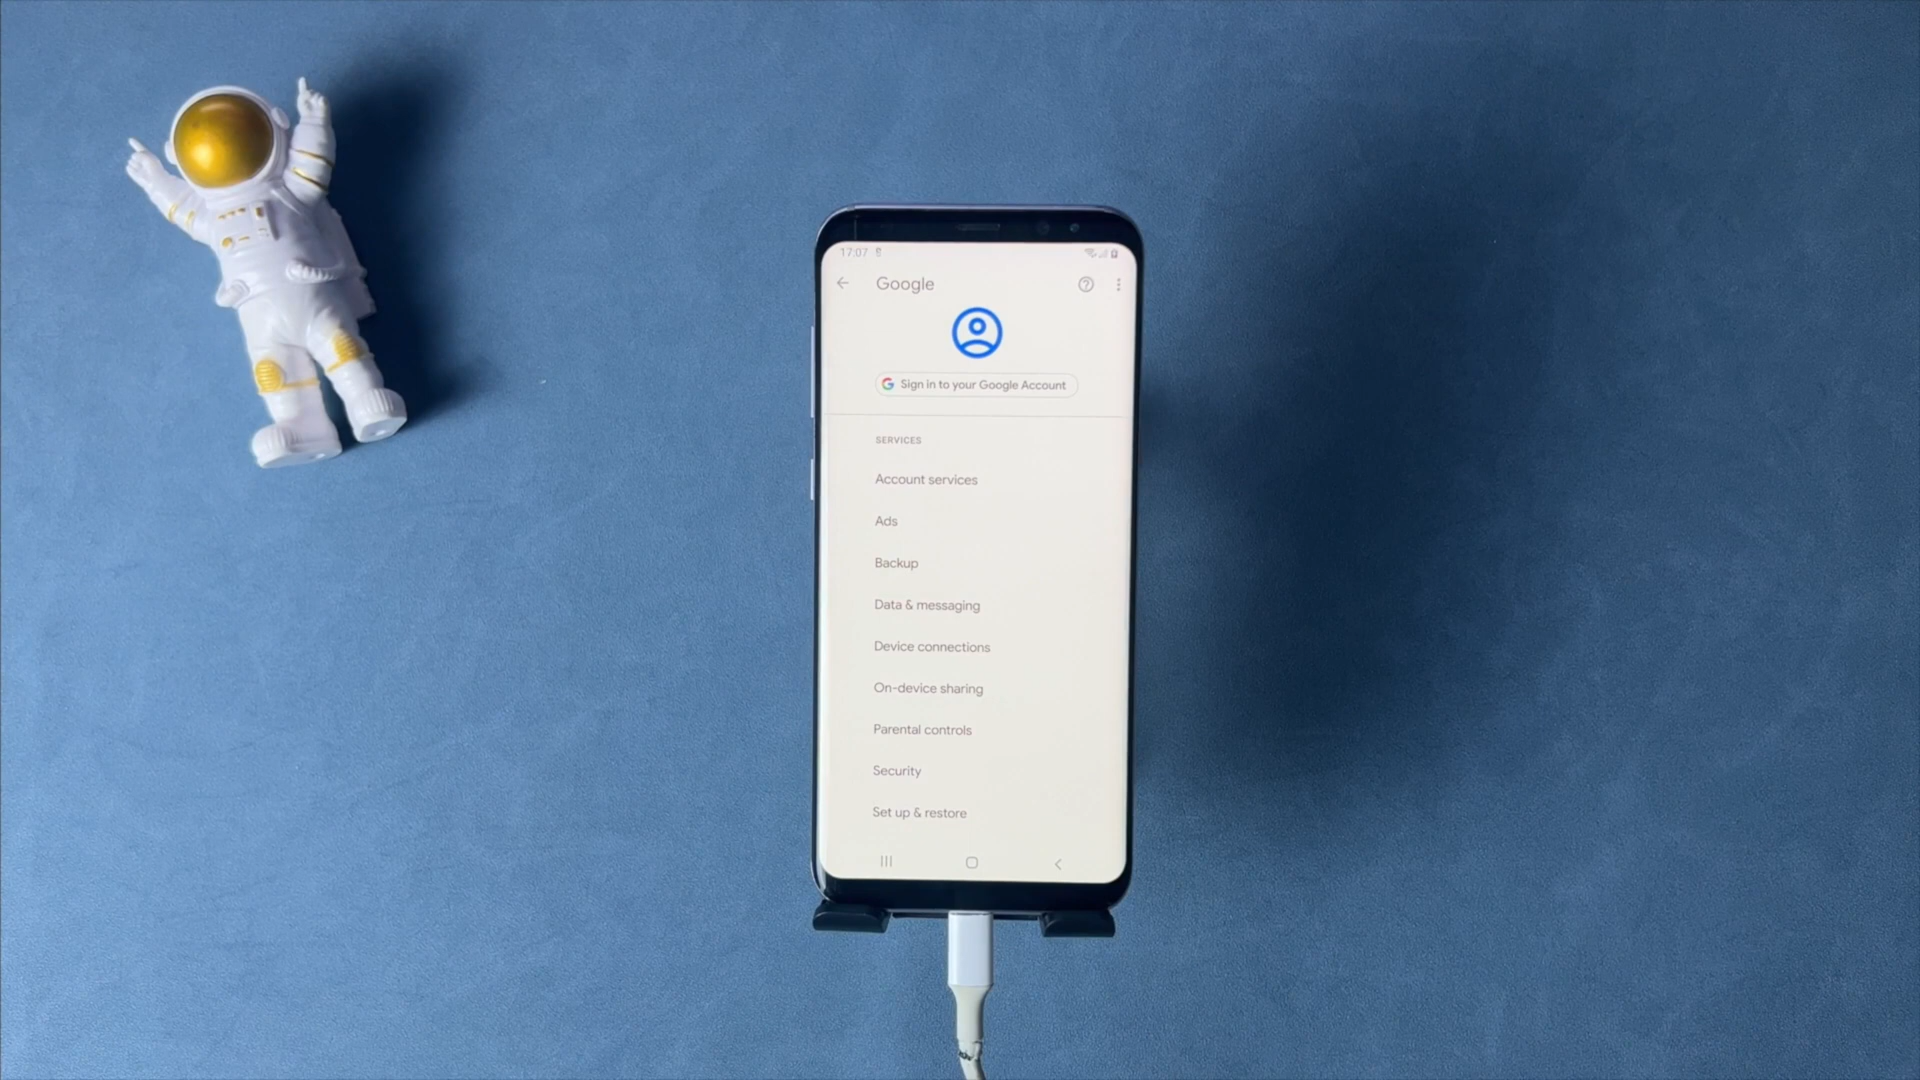 17:07
Google
Sign in to your Google Account
SERVICES
Account services
Ads
Backup
Data & messaging
Device connections
On-device sharing
Parental controls
Security
Set up & restore